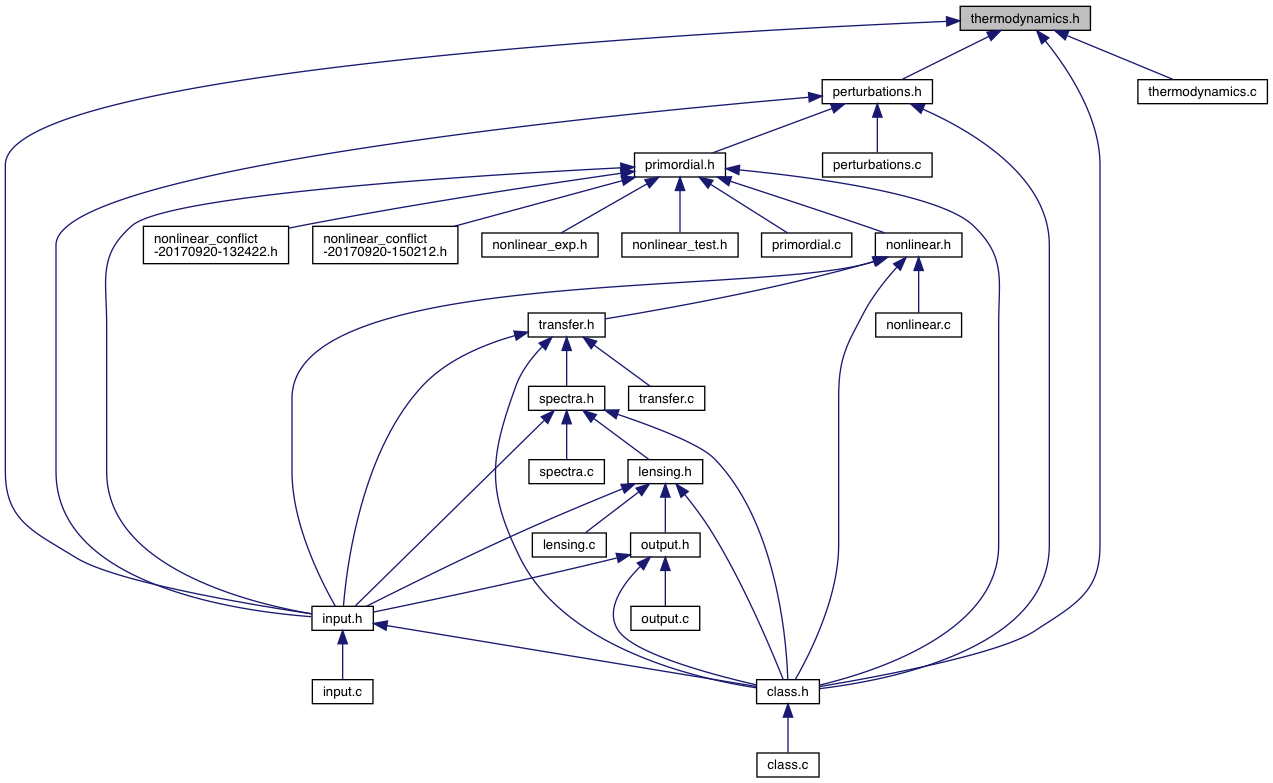 thermodynamics.h
perturbations.h
thermodynamics.c
primordial.h
perturbations.c
nonlinear_conflict
-20170920-132422.h
nonlinear_conflict
-20170920-150212.h
nonlinear_exp.h
nonlinear_test.h
primordial.c
nonlinear.h
transfer.h
nonlinear.c
spectra.h
transfer.c
spectra.c
lensing.h
lensing.c
output.h
input.h
output.c
input.c
class.h
class.c